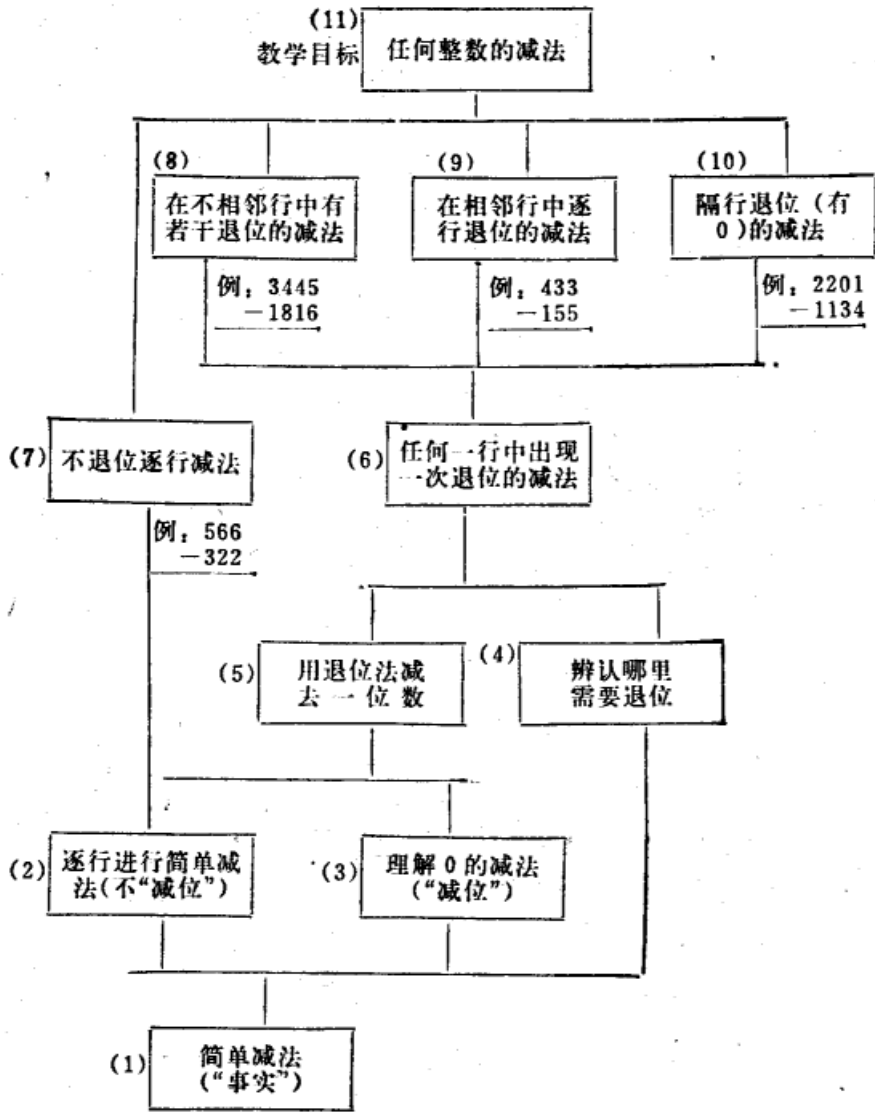 (11)
教学目标
任何整数的减法
(8)
在不相邻行中有
若干退位的减法
例：3445
－1816
(9)
在相邻行中逐
行退位的减法
例：433
－155
(10)
隔行退位（有
0）的减法
例：2201
－1134
(7)
不退位逐行减法
例：566
－322
(6)
任何一行中出现
一次退位的减法
(5)
用退位法减
去一位数
(4)
辨认哪里
需要退位
(2)
逐行进行简单减
法(不“减位”)
(3)
理解0的减法
(“减位”)
(1)
简单减法
(“事实”)